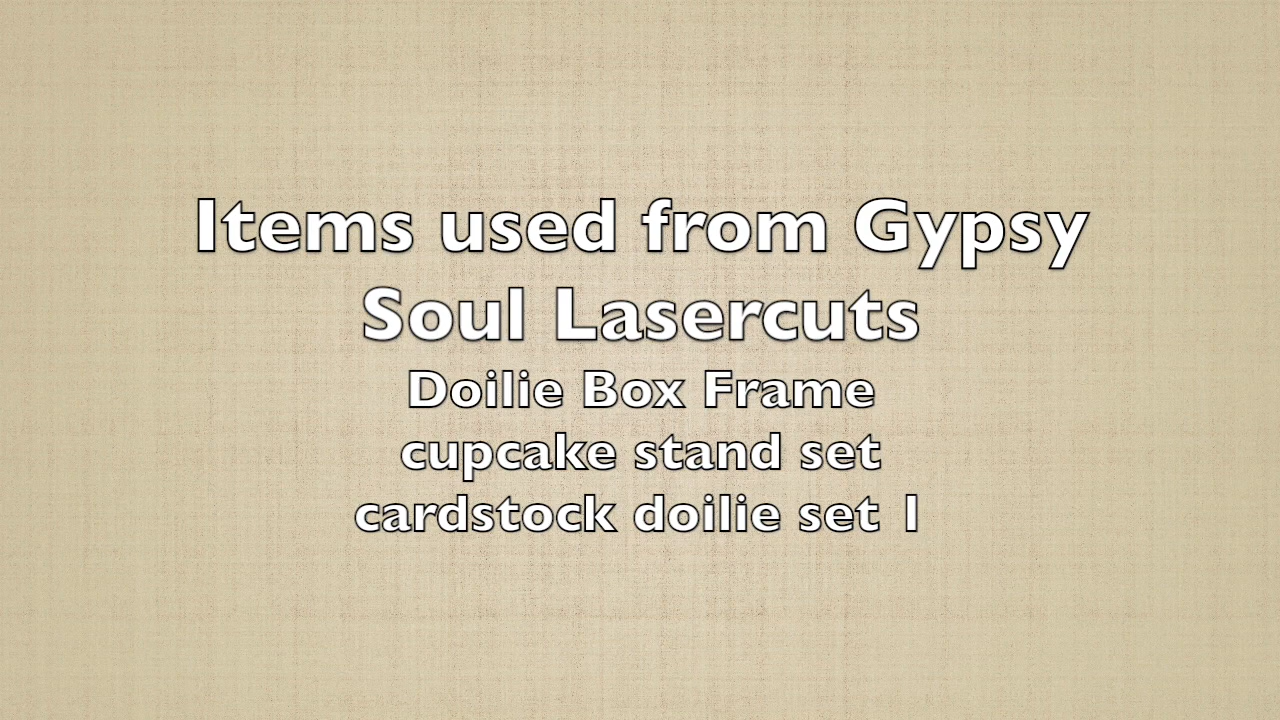 Items used from Gypsy
Soul Lasercuts
Doilie Box Frame
cupcake stand set
cardstock doilie set 1